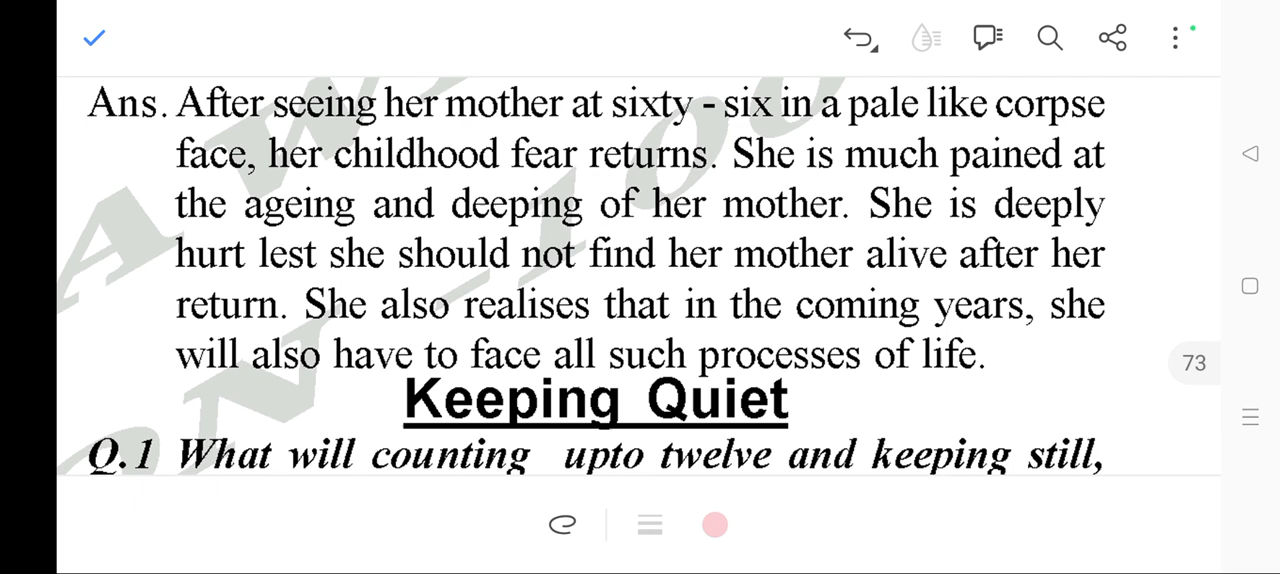 Ans. After seeing her mother at sixty - six in a pale like corpse
face, her childhood fear returns. She is much pained at
the ageing and deeping of her mother. She is deeply
hurt lest she should not find her mother alive after her
return. She also realises that in the coming years, she
will also have to face all such processes of life.
73
Keeping Quiet
Q.1 What will counting upto twelve and keeping still,